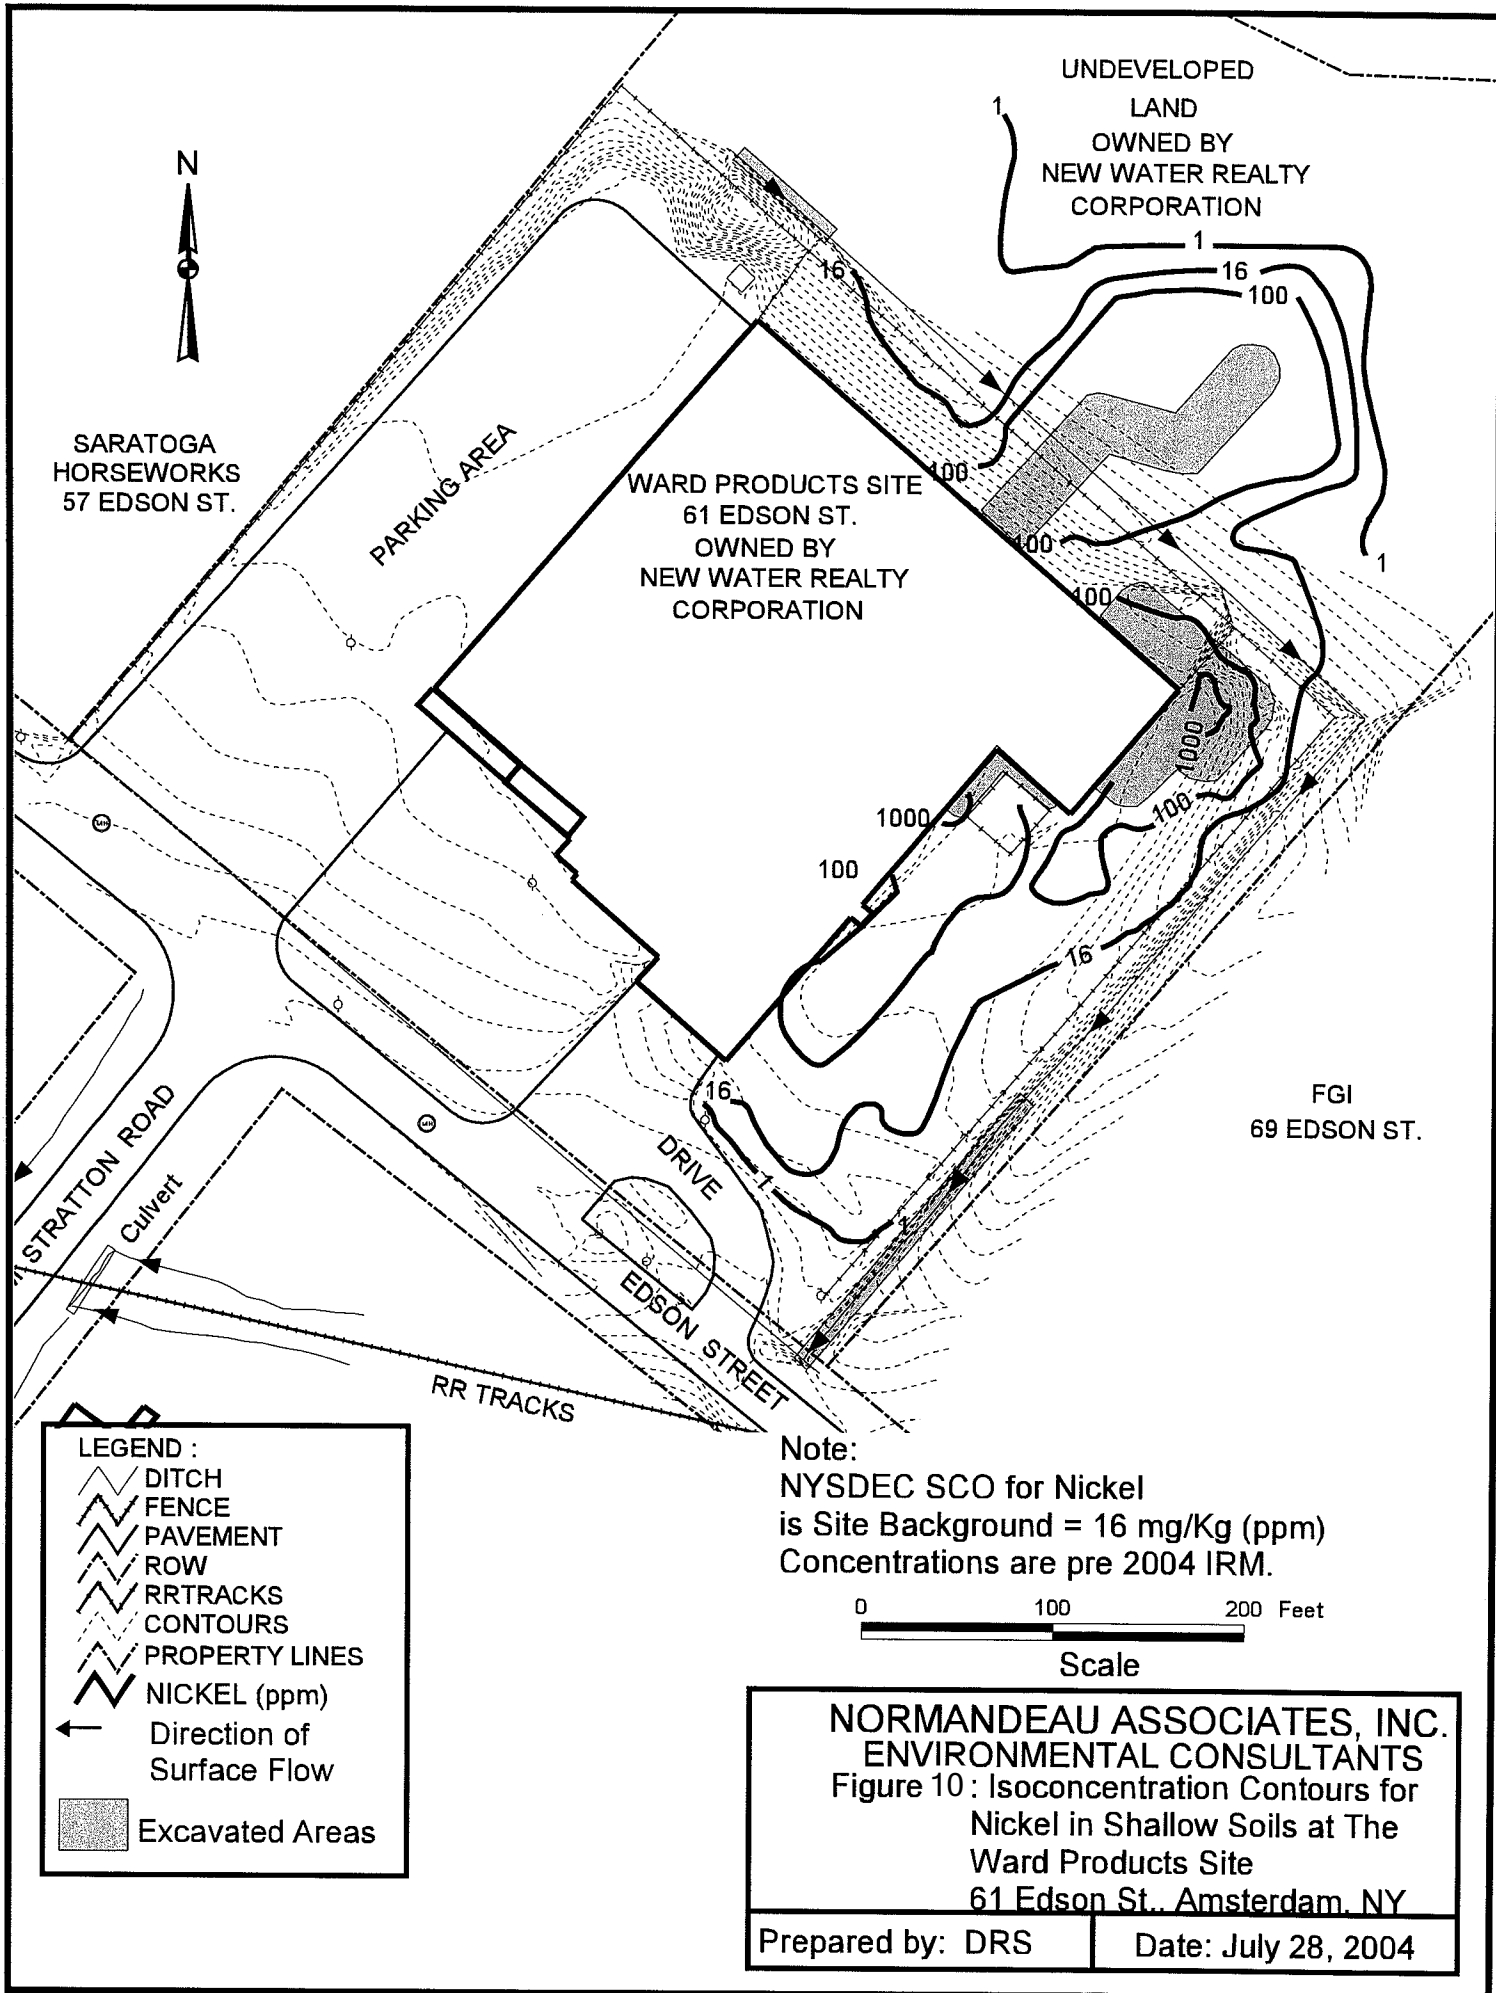 UNDEVELOPED
LAND
OWNED BY
NEW WATER REALTY
CORPORATION
1
1
16
100
16
N
SARATOGA
HORSEWORKS
57 EDSON ST.
PARKING AREA
WARD PRODUCTS SITE
61 EDSON ST.
OWNED BY
NEW WATER REALTY
CORPORATION
100
100
1
100
1000
100
1000
100
16
16
FGI
69 EDSON ST.
DRIVE
1
1
STRATTON ROAD
Culvert
EDSON STREET
RR TRACKS
MH
MH
LEGEND :
DITCH
FENCE
PAVEMENT
ROW
RRTRACKS
CONTOURS
PROPERTY LINES
NICKEL (ppm)
Direction of
Surface Flow
Excavated Areas
Note:
NYSDEC SCO for Nickel
is Site Background = 16 mg/Kg (ppm)
Concentrations are pre 2004 IRM.
0 100 200 Feet
Scale
NORMANDEAU ASSOCIATES, INC.
ENVIRONMENTAL CONSULTANTS
Figure 10 : Isoconcentration Contours for
Nickel in Shallow Soils at The
Ward Products Site
61 Edson St., Amsterdam, NY
Prepared by: DRS
Date: July 28, 2004